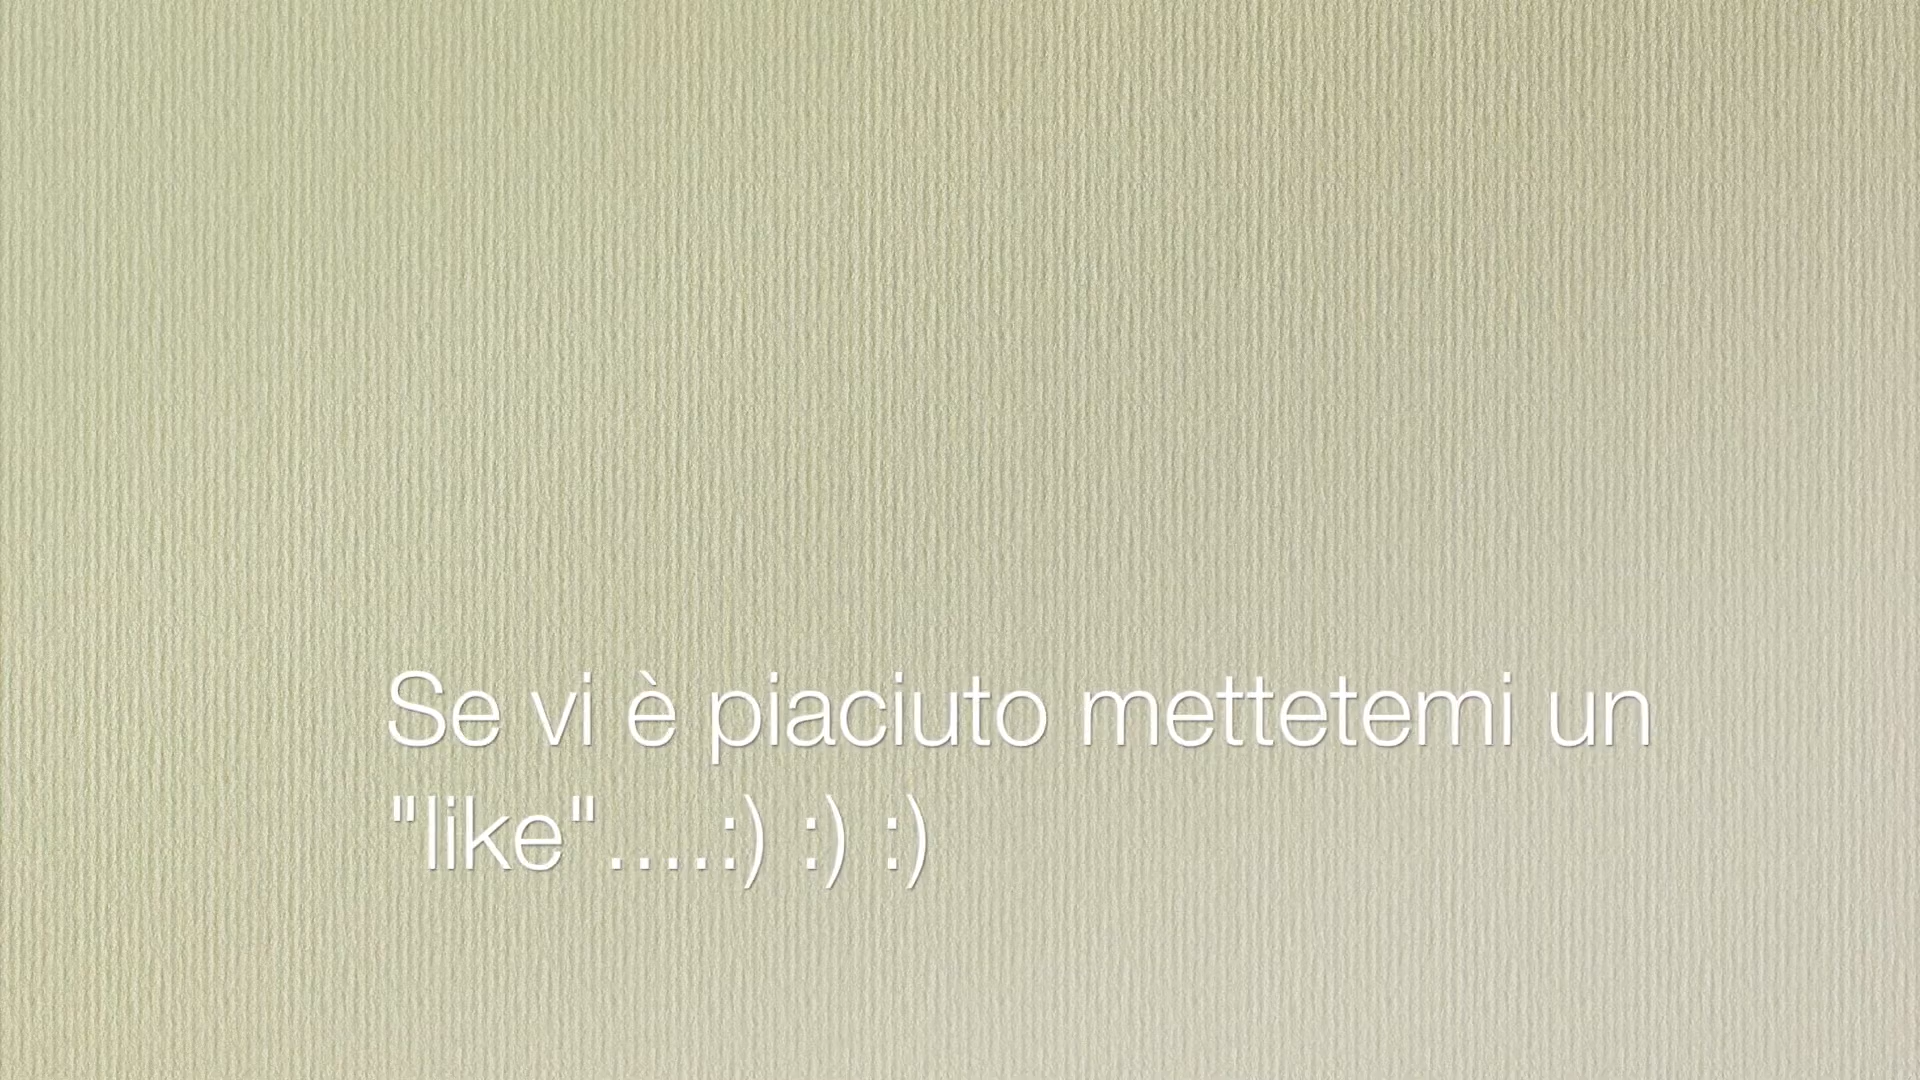 Se vi è piaciuto mettetemi un
"like"....:) :) :)